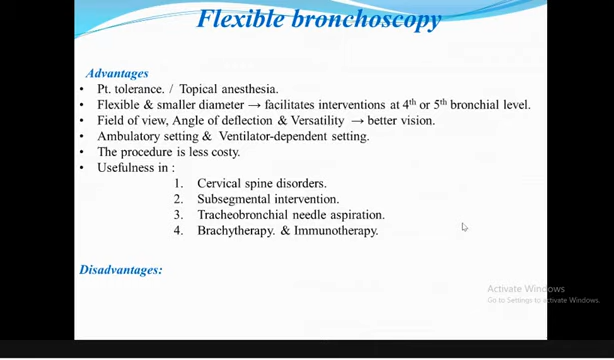 Flexible bronchoscopy
Advantages
• Pt. tolerance. / Topical anesthesia.
• Flexible & smaller diameter → facilitates interventions at 4th or 5th bronchial level.
• Field of view, Angle of deflection & Versatility → better vision.
• Ambulatory setting & Ventilator-dependent setting.
• The procedure is less costy.
• Usefulness in :
1. Cervical spine disorders.
2. Subsegmental intervention.
3. Tracheobronchial needle aspiration.
4. Brachytherapy. & Immunotherapy.
Disadvantages:
Activate Windows
Go to Settings to activate Windows.